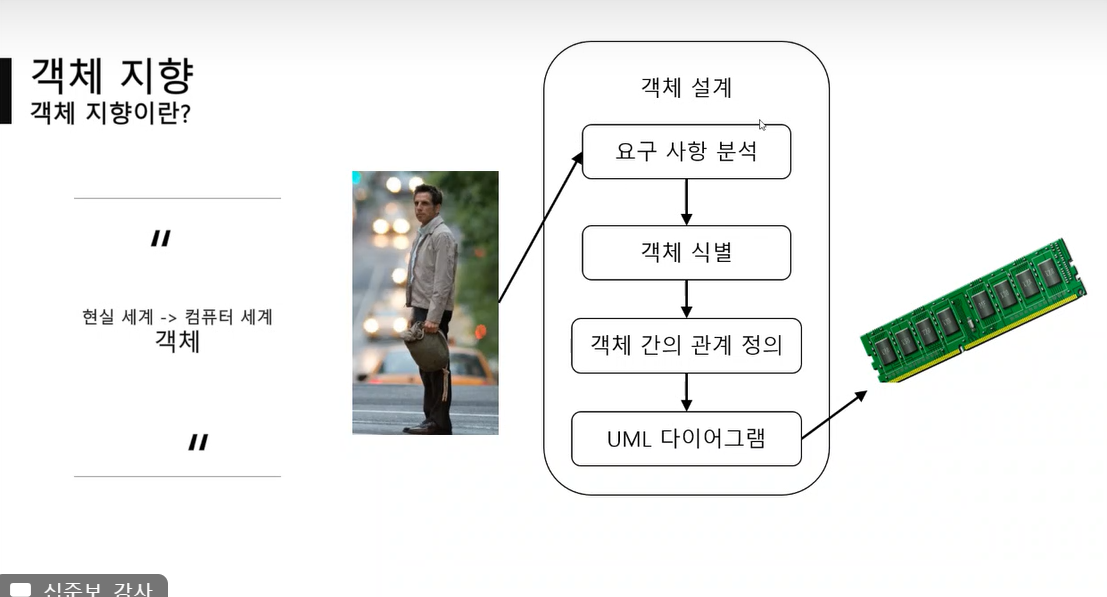 객체 지향
객체 지향이란?
"
현실 세계 -> 컴퓨터 세계
객체
"
객체 설계
요구 사항 분석
객체 식별
객체 간의 관계 정의
UML 다이어그램
신준보 강사